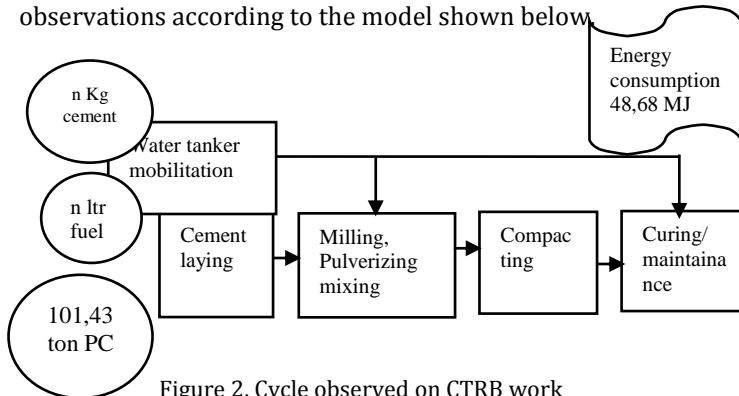 observations according to the model shown below
Energy
consumption
48,68 MJ
n Kg
cement
Water tanker
mobilitation
n ltr
fuel
Cement
laying
Milling,
Pulverizing
mixing
Compac
ting
Curing/
maintaina
nce
101,43
ton PC
Figure 2. Cycle observed on CTRB work